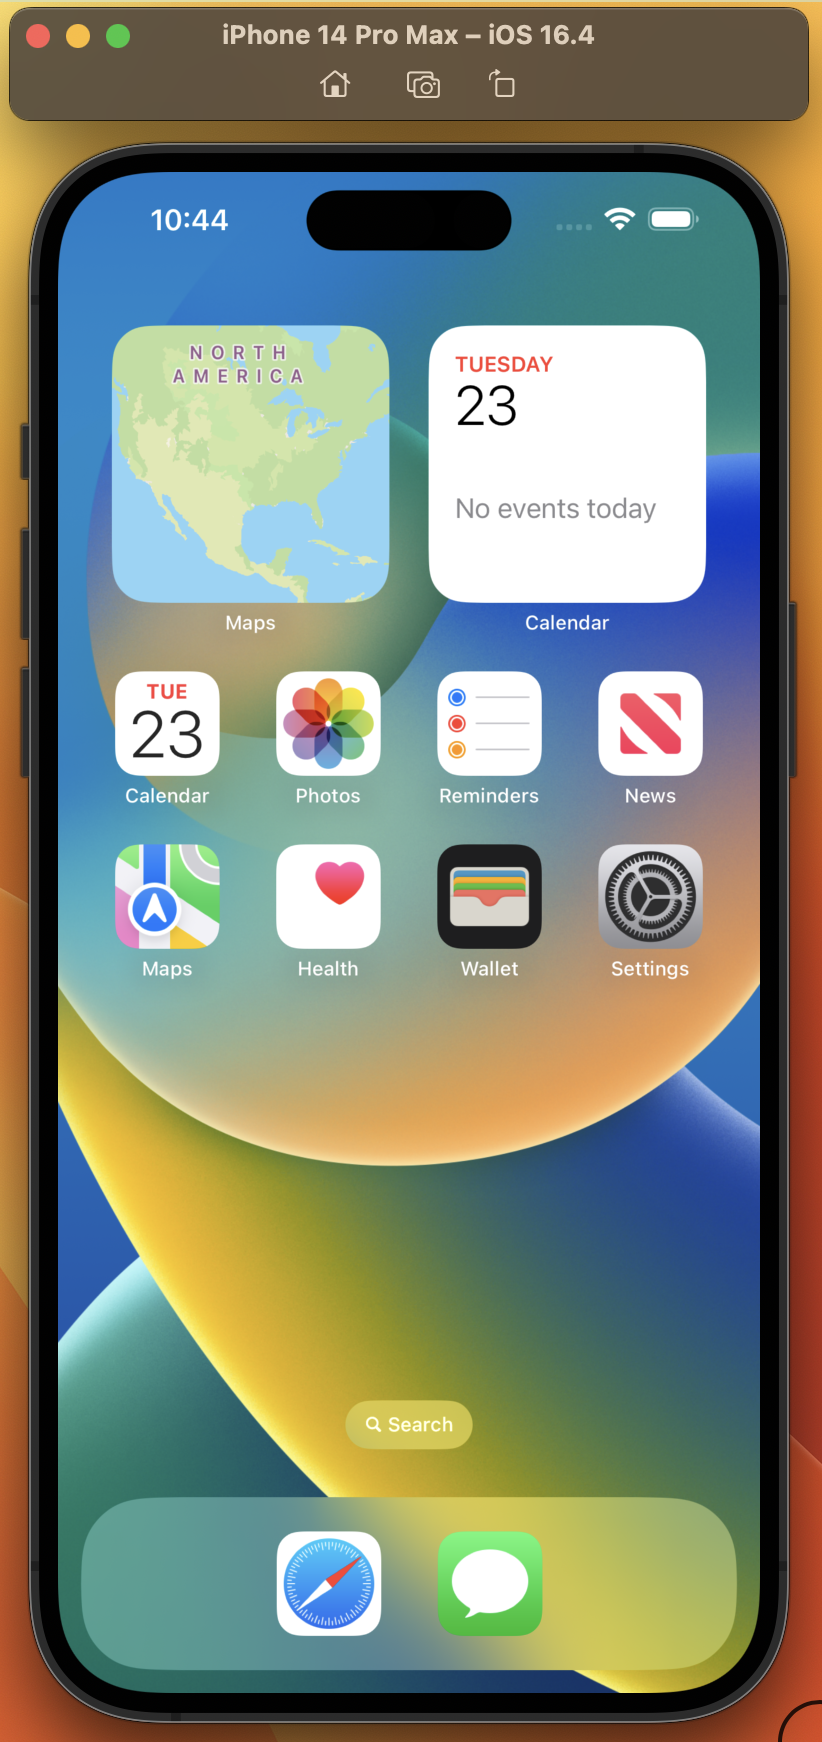 iPhone 14 Pro Max – iOS 16.4
10:44
NORTH
AMERICA
TUESDAY
23
No events today
Maps
Calendar
TUE
23
Calendar
Photos
Reminders
News
Maps
Health
Wallet
Settings
Search